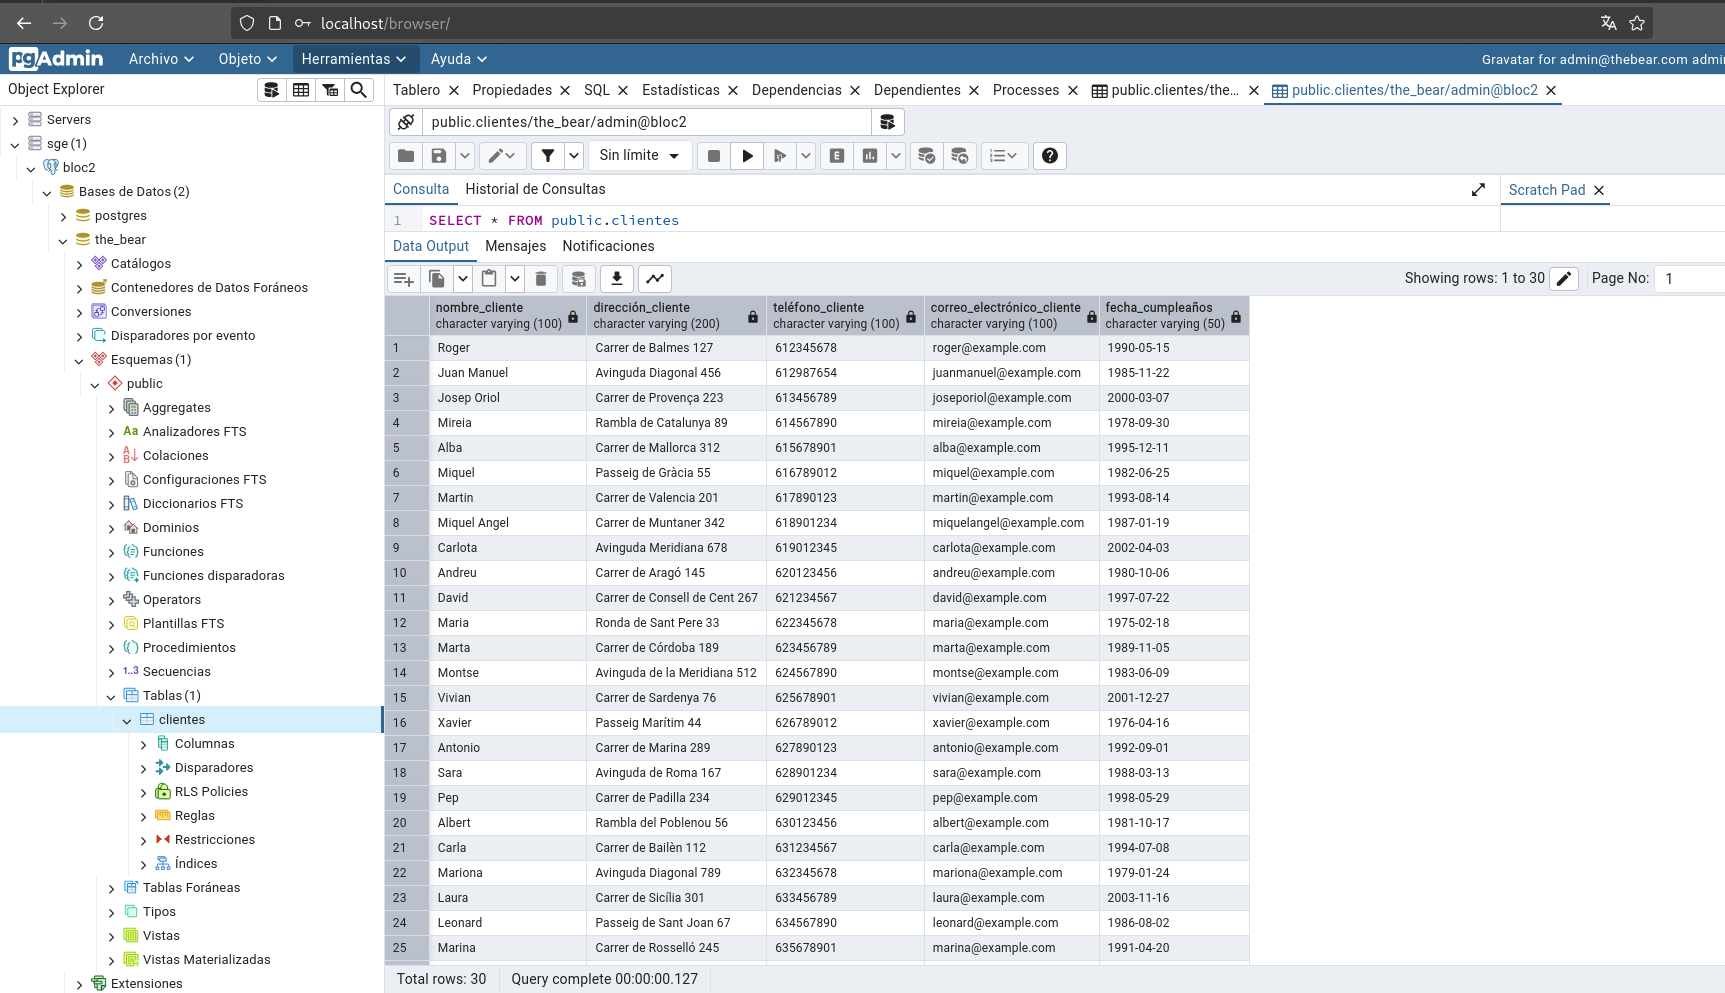 localhost/browser/
pgAdmin Archivo Objeto Herramientas Ayuda Gravatar for admin@thebear.com admi
Object Explorer
Tablero Propiedades SQL Estadísticas Dependencias Dependientes Processes public.clientes/the... public.clientes/the_bear/admin@bloc2
Servers
sge (1)
bloc2
Bases de Datos (2)
postgres
the_bear
Catálogos
Contenedores de Datos Foráneos
Conversiones
Disparadores por evento
Esquemas (1)
public
Aggregates
Aa Analizadores FTS
Colaciones
Configuraciones FTS
Diccionarios FTS
Dominios
Funciones
Funciones disparadoras
Operators
Plantillas FTS
Procedimientos
1..3 Secuencias
Tablas (1)
clientes
Columnas
Disparadores
RLS Policies
Reglas
Restricciones
Índices
Tablas Foráneas
Tipos
Vistas
Vistas Materializadas
Extensiones
public.clientes/the_bear/admin@bloc2
Sin límite E
Consulta Historial de Consultas Scratch Pad
1 SELECT * FROM public.clientes
Data Output Mensajes Notificaciones
Showing rows: 1 to 30 Page No: 1
nombre_cliente dirección_cliente teléfono_cliente correo_electrónico_cliente fecha_cumpleaños
character varying (100) character varying (200) character varying (100) character varying (100) character varying (50)
1 Roger Carrer de Balmes 127 612345678 roger@example.com 1990-05-15
2 Juan Manuel Avinguda Diagonal 456 612987654 juanmanuel@example.com 1985-11-22
3 Josep Oriol Carrer de Provença 223 613456789 joseporiol@example.com 2000-03-07
4 Mireia Rambla de Catalunya 89 614567890 mireia@example.com 1978-09-30
5 Alba Carrer de Mallorca 312 615678901 alba@example.com 1995-12-11
6 Miquel Passeig de Gràcia 55 616789012 miquel@example.com 1982-06-25
7 Martin Carrer de Valencia 201 617890123 martin@example.com 1993-08-14
8 Miquel Angel Carrer de Muntaner 342 618901234 miquelangel@example.com 1987-01-19
9 Carlota Avinguda Meridiana 678 619012345 carlota@example.com 2002-04-03
10 Andreu Carrer de Aragó 145 620123456 andreu@example.com 1980-10-06
11 David Carrer de Consell de Cent 267 621234567 david@example.com 1997-07-22
12 Maria Ronda de Sant Pere 33 622345678 maria@example.com 1975-02-18
13 Marta Carrer de Córdoba 189 623456789 marta@example.com 1989-11-05
14 Montse Avinguda de la Meridiana 512 624567890 montse@example.com 1983-06-09
15 Vivian Carrer de Sardenya 76 625678901 vivian@example.com 2001-12-27
16 Xavier Passeig Marítim 44 626789012 xavier@example.com 1976-04-16
17 Antonio Carrer de Marina 289 627890123 antonio@example.com 1992-09-01
18 Sara Avinguda de Roma 167 628901234 sara@example.com 1988-03-13
19 Pep Carrer de Padilla 234 629012345 pep@example.com 1998-05-29
20 Albert Rambla del Poblenou 56 630123456 albert@example.com 1981-10-17
21 Carla Carrer de Bailèn 112 631234567 carla@example.com 1994-07-08
22 Mariona Avinguda Diagonal 789 632345678 mariona@example.com 1979-01-24
23 Laura Carrer de Sicília 301 633456789 laura@example.com 2003-11-16
24 Leonard Passeig de Sant Joan 67 634567890 leonard@example.com 1986-08-02
25 Marina Carrer de Rosselló 245 635678901 marina@example.com 1991-04-20
Total rows: 30 Query complete 00:00:00.127